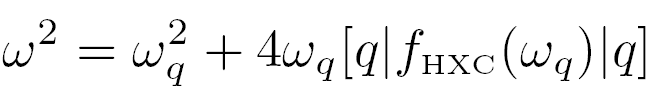 ω² = ω_q² + 4ω_q[q|f_HXC(ω_q)|q]